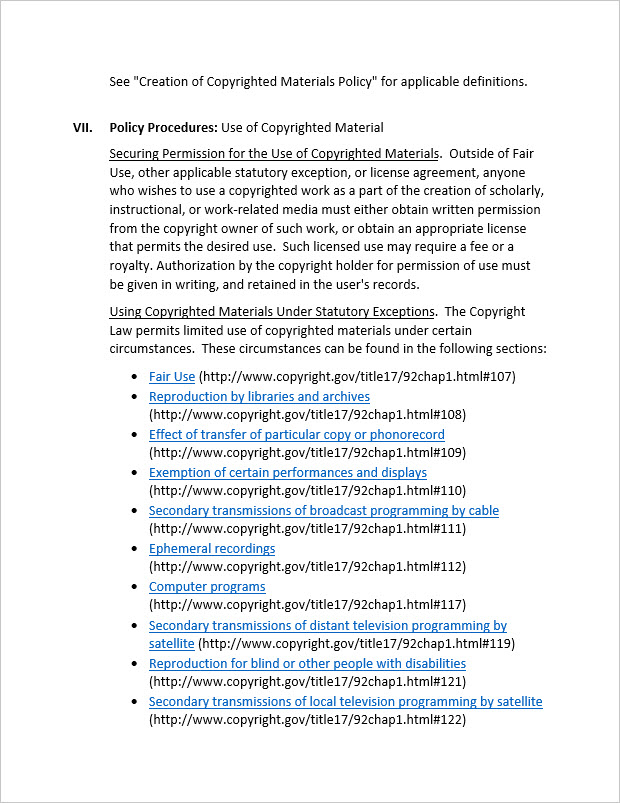 See "Creation of Copyrighted Materials Policy" for applicable definitions.
VII. Policy Procedures: Use of Copyrighted Material
Securing Permission for the Use of Copyrighted Materials.  Outside of Fair
Use, other applicable statutory exception, or license agreement, anyone
who wishes to use a copyrighted work as a part of the creation of scholarly,
instructional, or work-related media must either obtain written permission
from the copyright owner of such work, or obtain an appropriate license
that permits the desired use.  Such licensed use may require a fee or a
royalty. Authorization by the copyright holder for permission of use must
be given in writing, and retained in the user's records.
Using Copyrighted Materials Under Statutory Exceptions.  The Copyright
Law permits limited use of copyrighted materials under certain
circumstances.  These circumstances can be found in the following sections:
• Fair Use (http://www.copyright.gov/title17/92chap1.html#107)
• Reproduction by libraries and archives
(http://www.copyright.gov/title17/92chap1.html#108)
• Effect of transfer of particular copy or phonorecord
(http://www.copyright.gov/title17/92chap1.html#109)
• Exemption of certain performances and displays
(http://www.copyright.gov/title17/92chap1.html#110)
• Secondary transmissions of broadcast programming by cable
(http://www.copyright.gov/title17/92chap1.html#111)
• Ephemeral recordings
(http://www.copyright.gov/title17/92chap1.html#112)
• Computer programs
(http://www.copyright.gov/title17/92chap1.html#117)
• Secondary transmissions of distant television programming by
satellite (http://www.copyright.gov/title17/92chap1.html#119)
• Reproduction for blind or other people with disabilities
(http://www.copyright.gov/title17/92chap1.html#121)
• Secondary transmissions of local television programming by satellite
(http://www.copyright.gov/title17/92chap1.html#122)